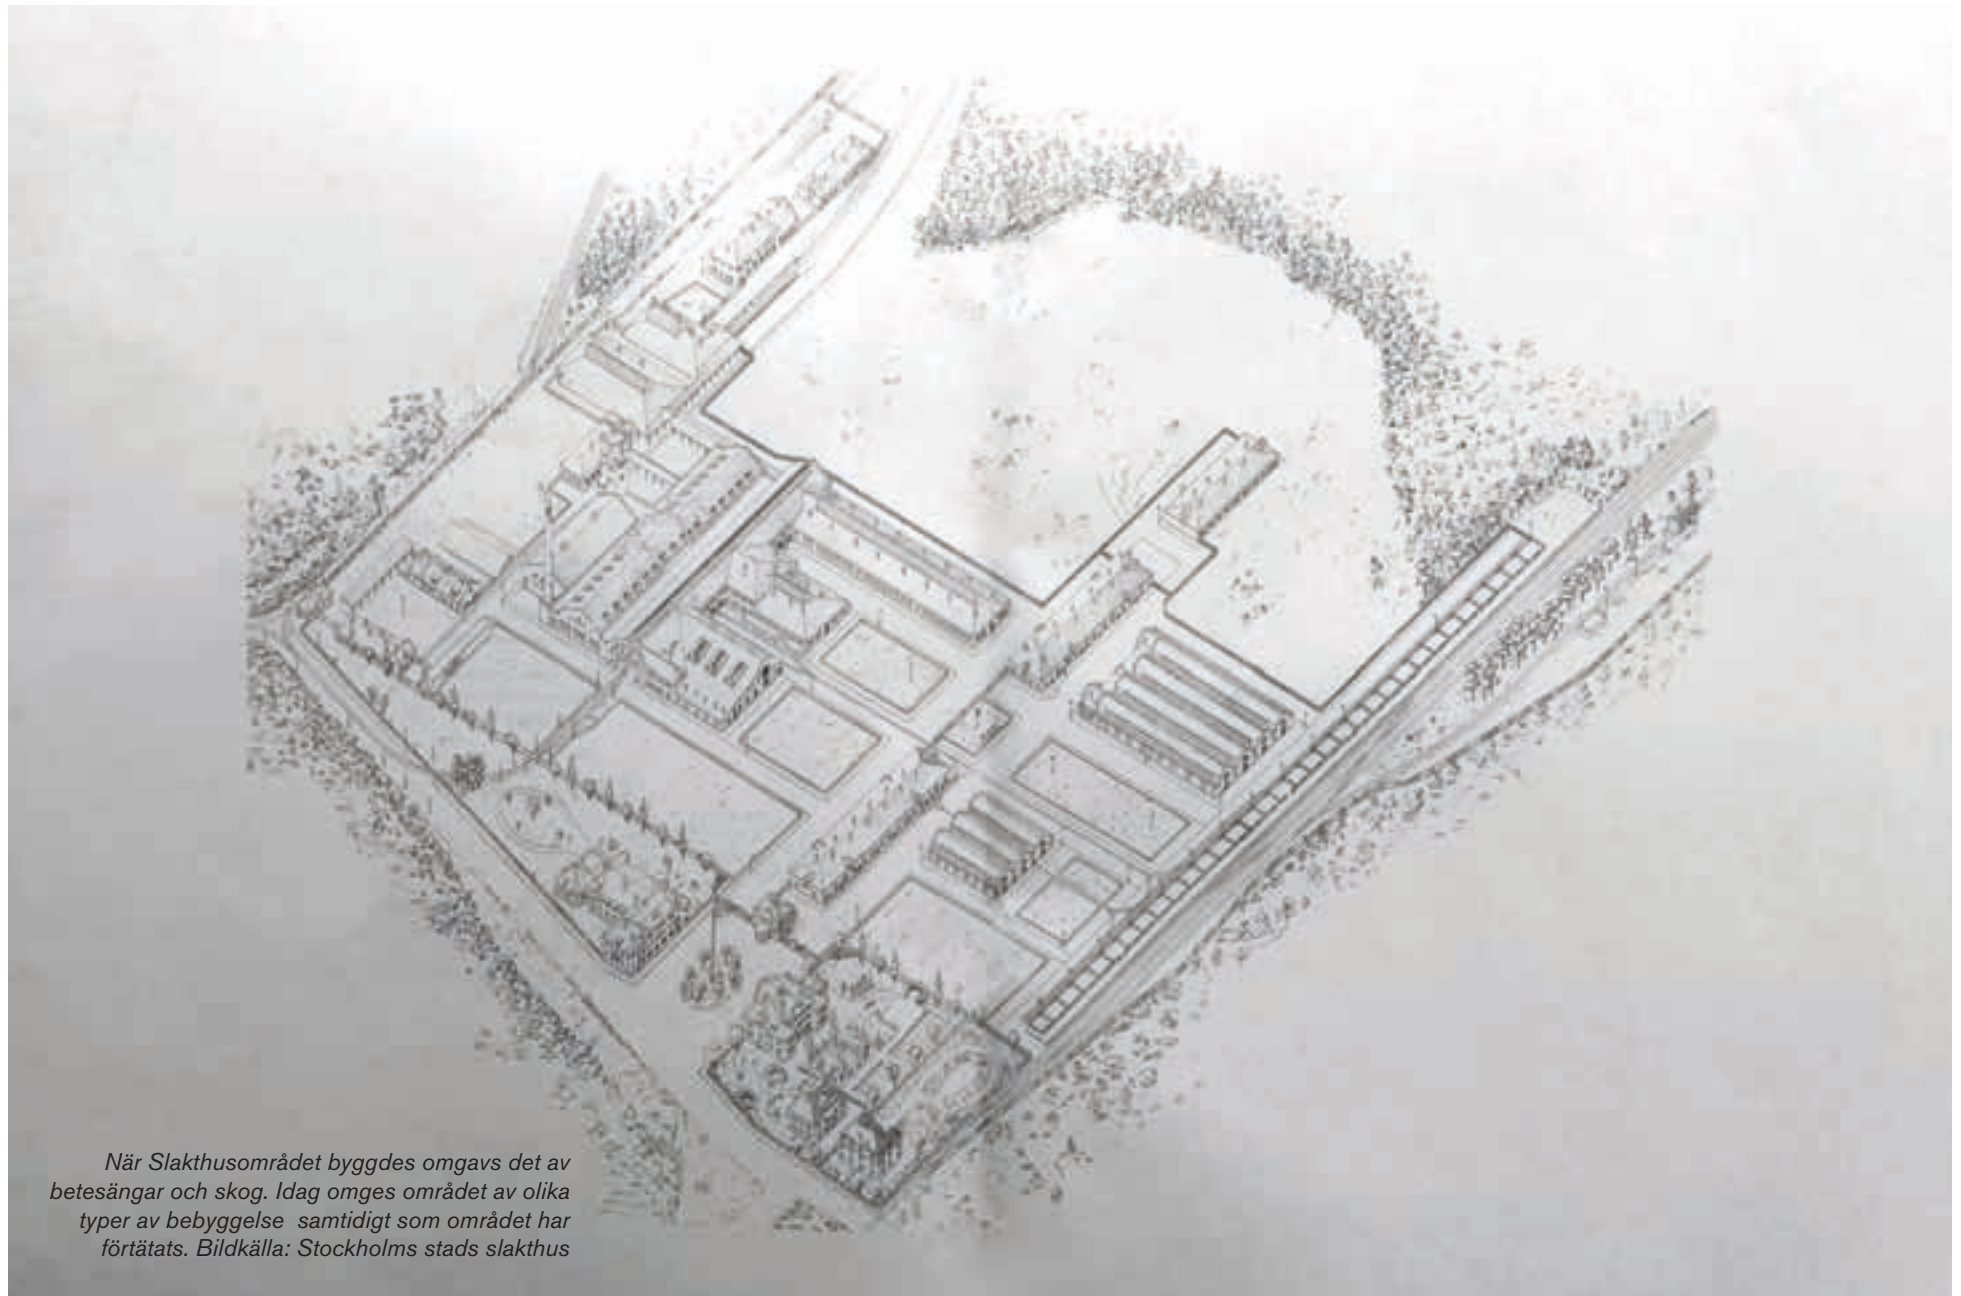 När Slakthusområdet byggdes omgavs det av
betesängar och skog. Idag omges området av olika
typer av bebyggelse  samtidigt som området har
förtätats. Bildkälla: Stockholms stads slakthus